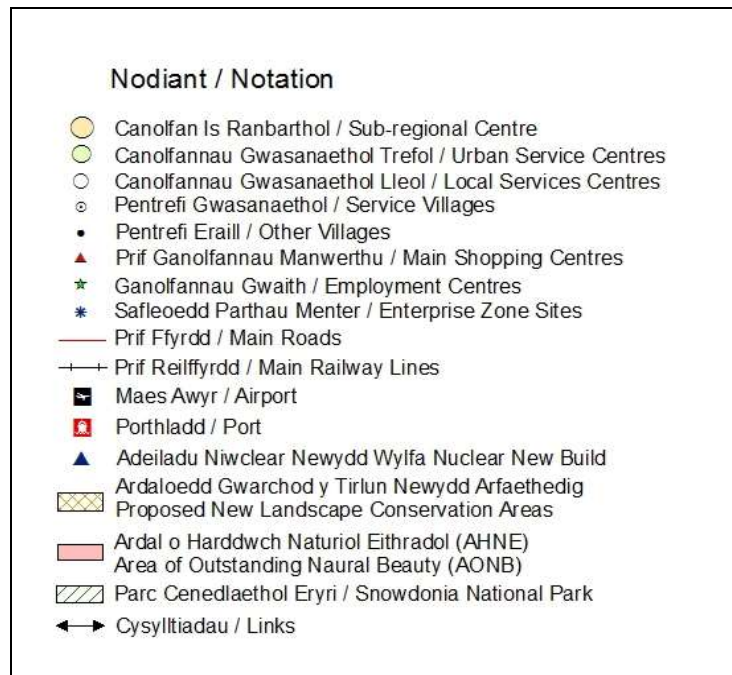 Nodiant / Notation
Canolfan Is Ranbarthol / Sub-regional Centre
Canolfannau Gwasanaethol Trefol / Urban Service Centres
Canolfannau Gwasanaethol Lleol / Local Services Centres
Pentrefi Gwasanaethol / Service Villages
Pentrefi Eraill / Other Villages
Prif Ganolfannau Manwerthu / Main Shopping Centres
Ganolfannau Gwaith / Employment Centres
Safleoedd Parthau Menter / Enterprise Zone Sites
Prif Ffyrdd / Main Roads
Prif Reilffyrdd / Main Railway Lines
Maes Awyr / Airport
Porthladd / Port
Adeiladu Niwclear Newydd Wylfa Nuclear New Build
Ardaloedd Gwarchod y Tirlun Newydd Arfaethedig
Proposed New Landscape Conservation Areas
Ardal o Harddwch Naturiol Eithradol (AHNE)
Area of Outstanding Naural Beauty (AONB)
Parc Cenedlaethol Eryri / Snowdonia National Park
Cysylltiadau / Links